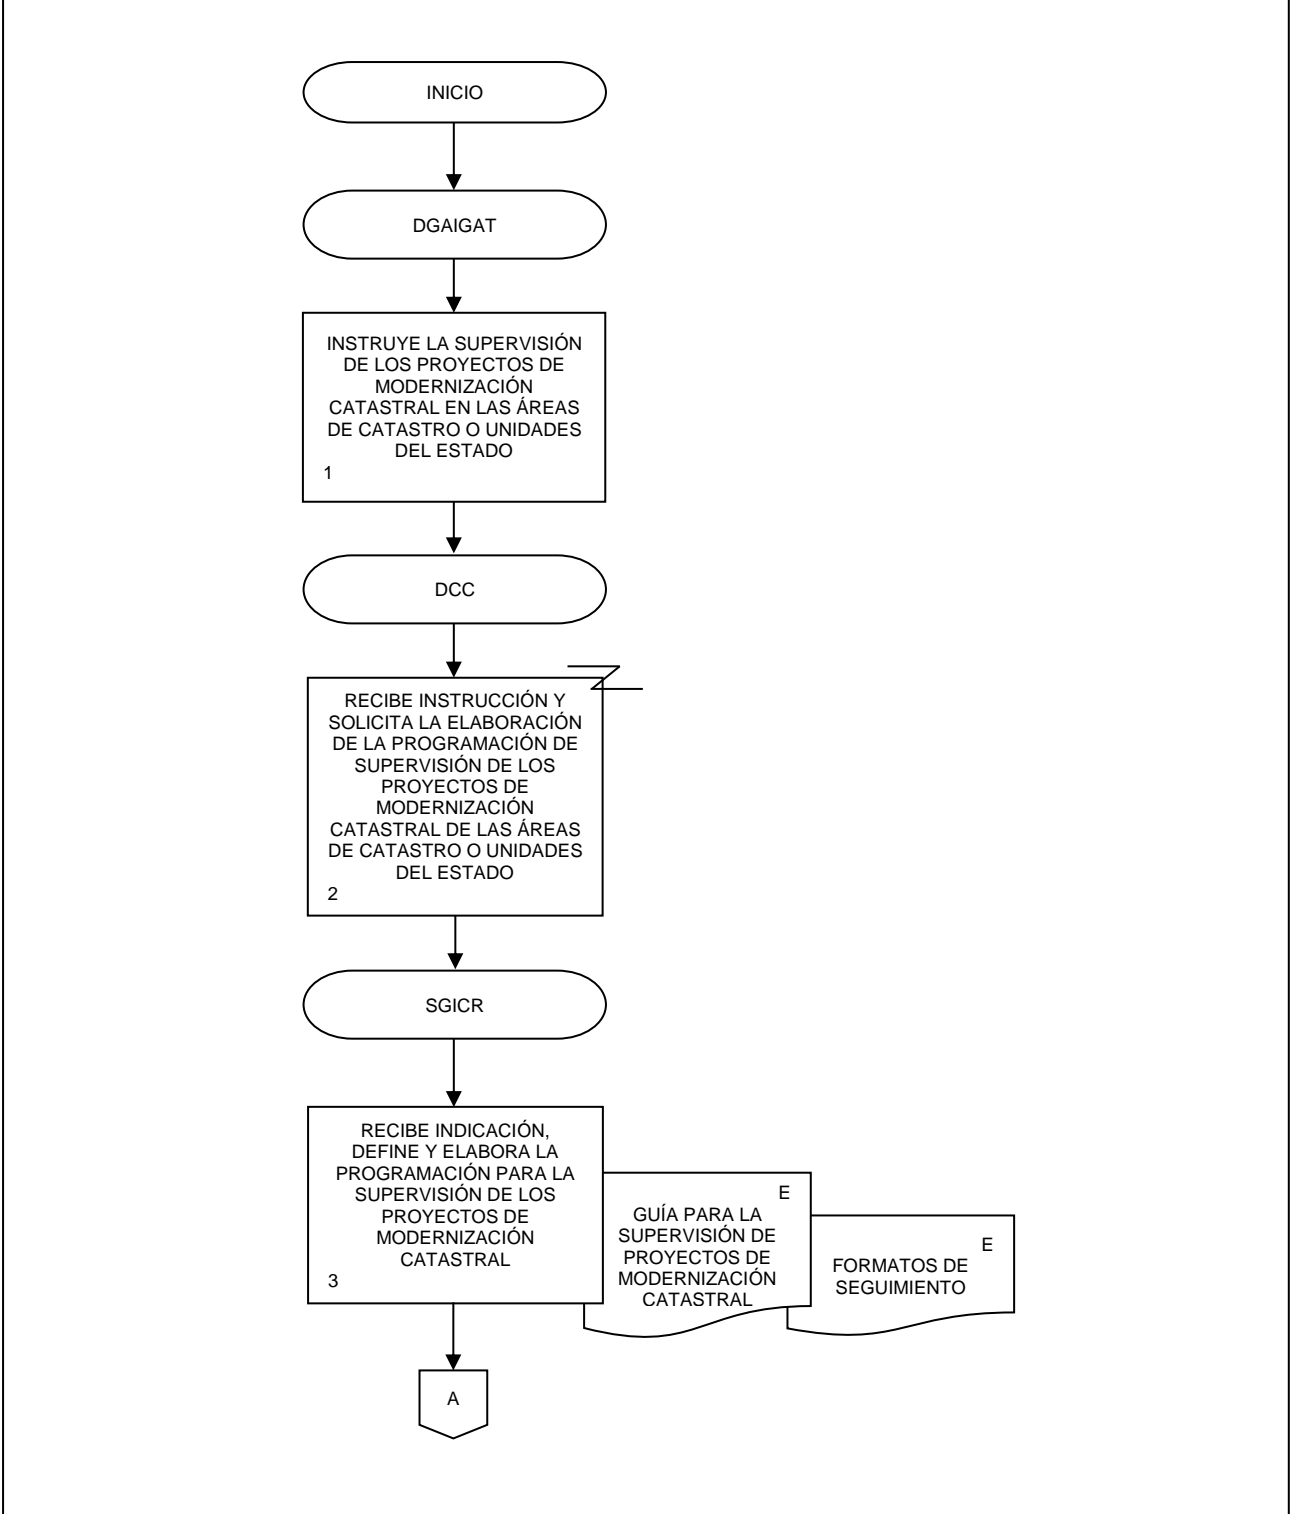 INICIO
DGAIGAT
INSTRUYE LA SUPERVISIÓN
DE LOS PROYECTOS DE
MODERNIZACIÓN
CATASTRAL EN LAS ÁREAS
DE CATASTRO O UNIDADES
DEL ESTADO
1
DCC
RECIBE INSTRUCCIÓN Y
SOLICITA LA ELABORACIÓN
DE LA PROGRAMACIÓN DE
SUPERVISIÓN DE LOS
PROYECTOS DE
MODERNIZACIÓN
CATASTRAL DE LAS ÁREAS
DE CATASTRO O UNIDADES
DEL ESTADO
2
SGICR
RECIBE INDICACIÓN,
DEFINE Y ELABORA LA
PROGRAMACIÓN PARA LA
SUPERVISIÓN DE LOS
PROYECTOS DE
MODERNIZACIÓN
CATASTRAL
3
E
GUÍA PARA LA
SUPERVISIÓN DE
PROYECTOS DE
MODERNIZACIÓN
CATASTRAL
E
FORMATOS DE
SEGUIMIENTO
A